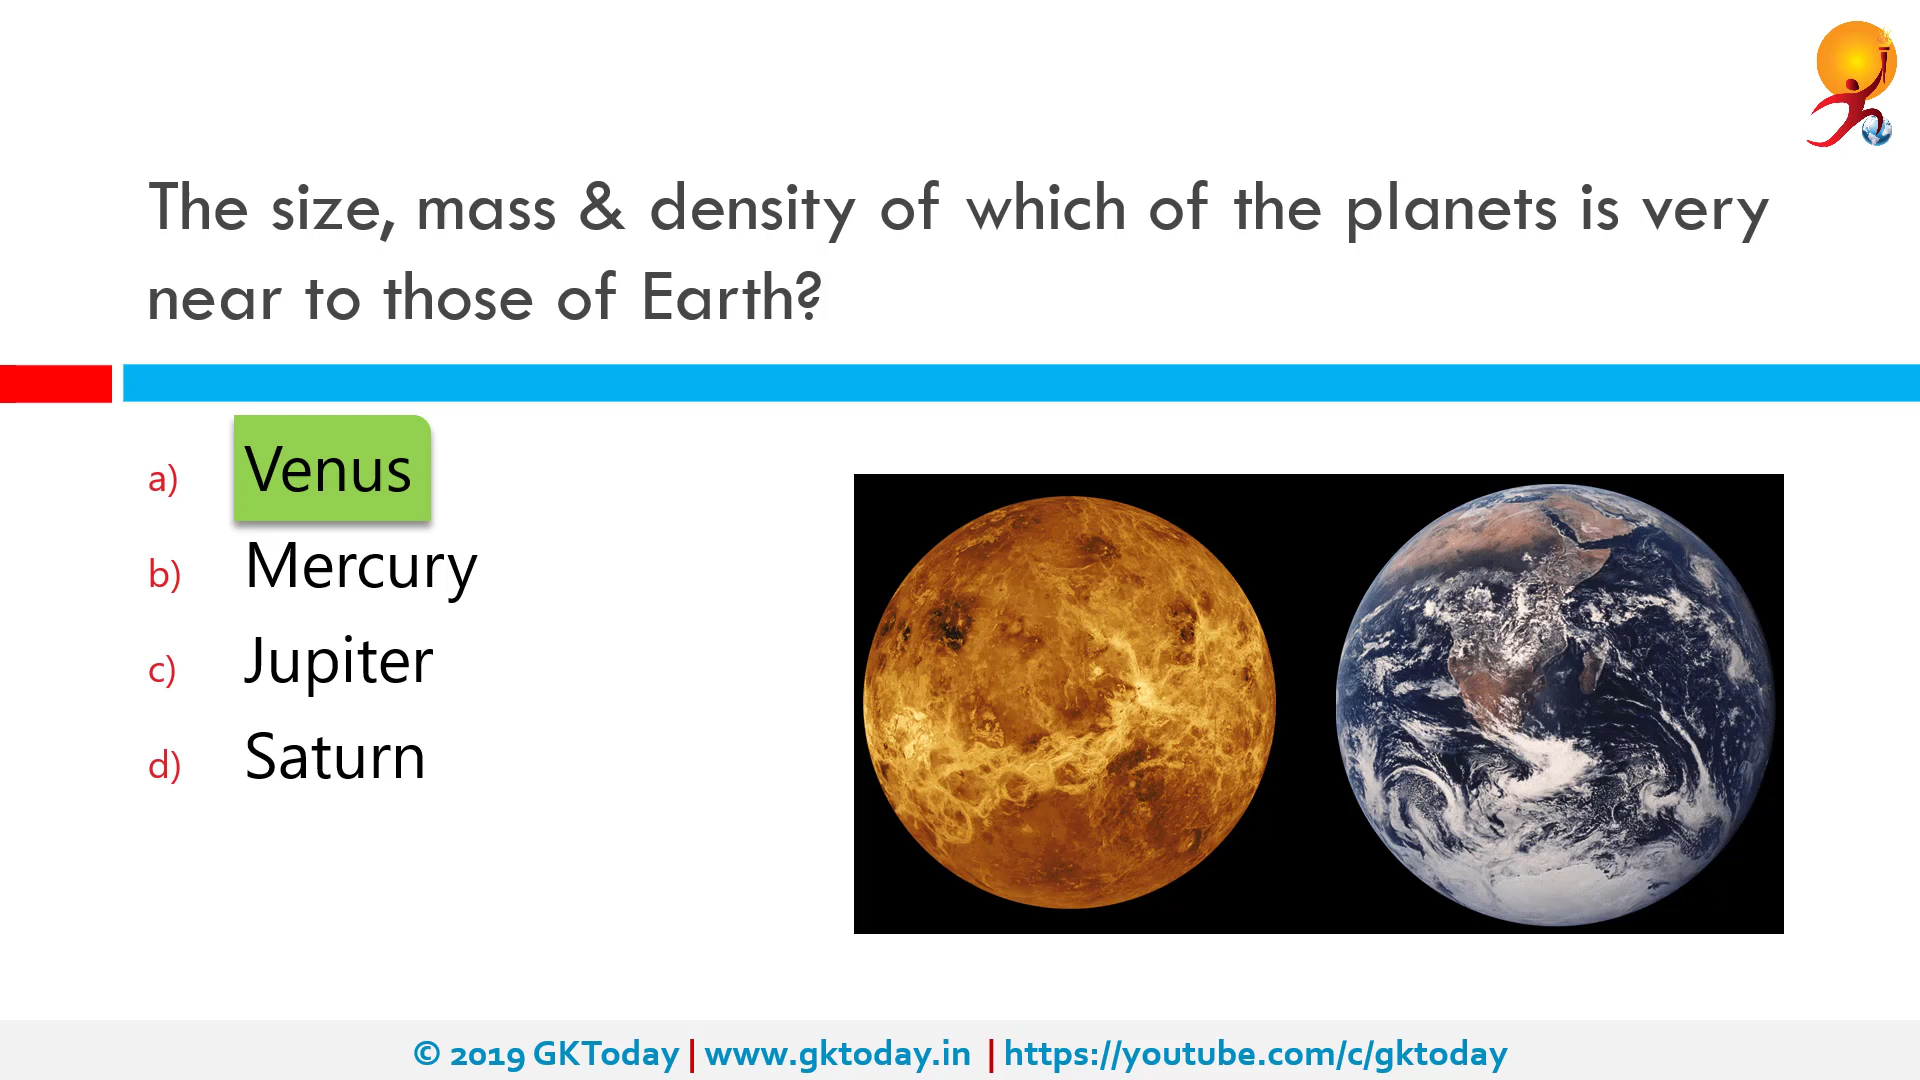 The size, mass & density of which of the planets is very
near to those of Earth?
a) Venus
b) Mercury
c) Jupiter
d) Saturn
© 2019 GKToday | www.gktoday.in | https://youtube.com/c/gktoday